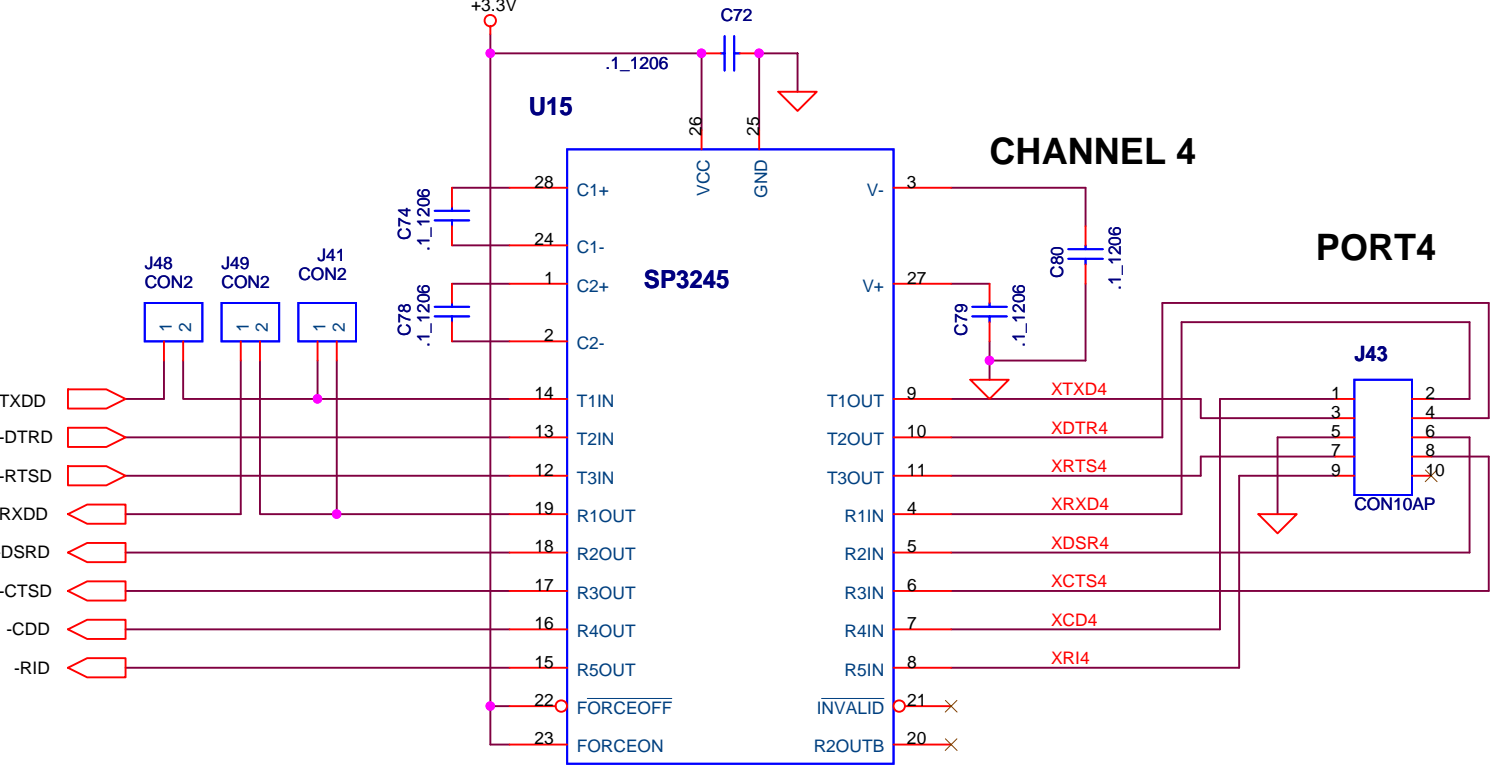 +3.3V
C72
.1_1206
U15
26
25
VCC
GND
CHANNEL 4
PORT4
SP3245
C74
.1_1206
C78
.1_1206
C80
.1_1206
C79
.1_1206
J48
CON2
1
2
J49
CON2
1
2
J41
CON2
1
2
28 C1+
24 C1-
1 C2+
2 C2-
V- 3
V+ 27
TXDD 14 T1IN
-DTRD 13 T2IN
-RTSD 12 T3IN
RXDD 19 R1OUT
DSRD 18 R2OUT
-CTSD 17 R3OUT
-CDD 16 R4OUT
-RID 15 R5OUT
22 FORCEOFF
23 FORCEON
T1OUT 9 XTXD4
T2OUT 10 XDTR4
T3OUT 11 XRTS4
R1IN 4 XRXD4
R2IN 5 XDSR4
R3IN 6 XCTS4
R4IN 7 XCD4
R5IN 8 XRI4
INVALID 21
R2OUTB 20
J43
1 2
3 4
5 6
7 8
9 10
CON10AP